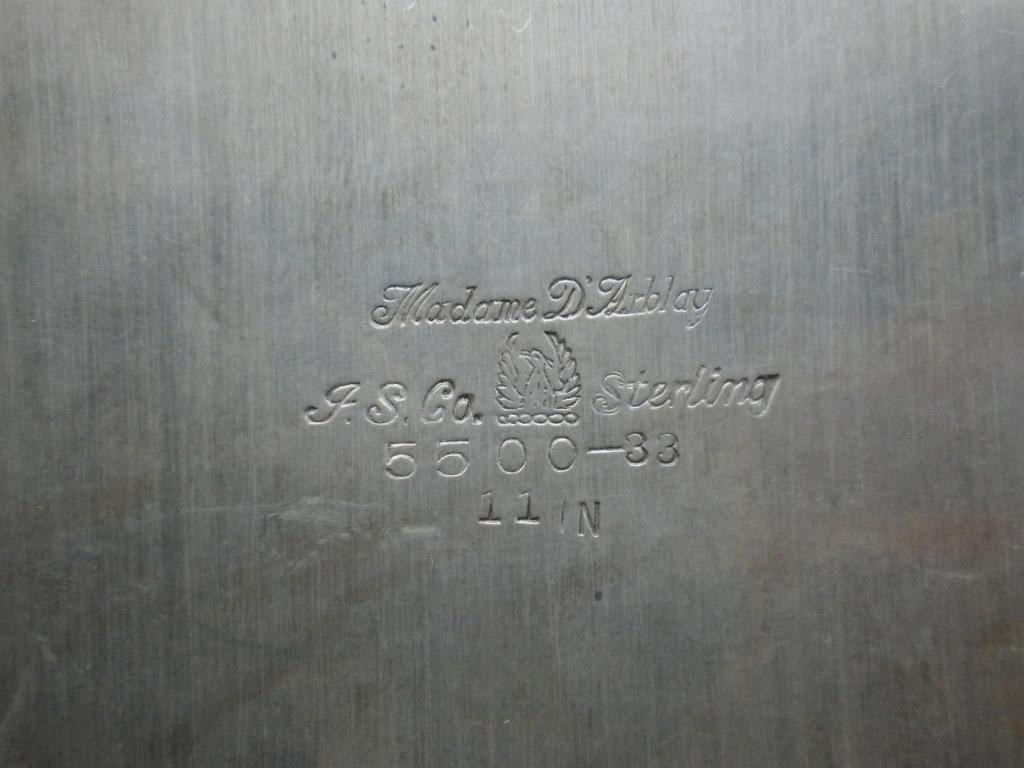 Madame D'Arblay
I. S. Co. Sterling
5500-33
11 IN